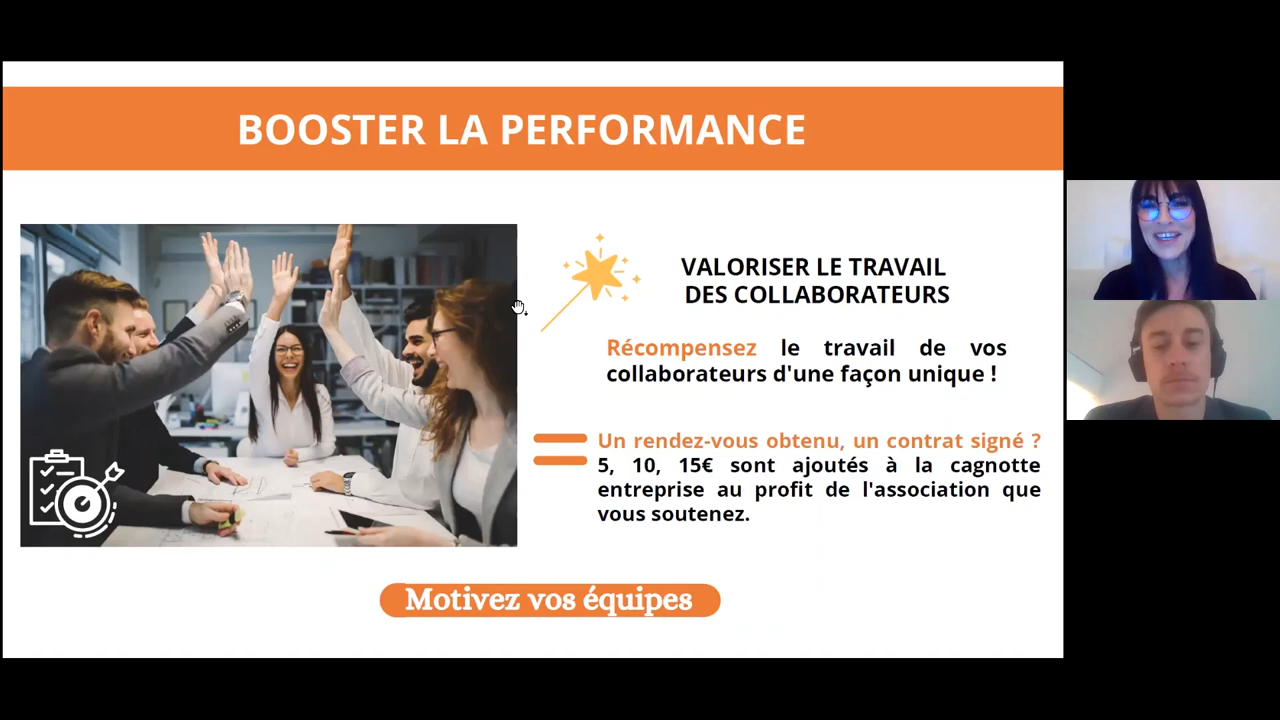 BOOSTER LA PERFORMANCE
VALORISER LE TRAVAIL
DES COLLABORATEURS
Récompensez le travail de vos
collaborateurs d'une façon unique !
Un rendez-vous obtenu, un contrat signé ?
5, 10, 15€ sont ajoutés à la cagnotte
entreprise au profit de l'association que
vous soutenez.
Motivez vos équipes